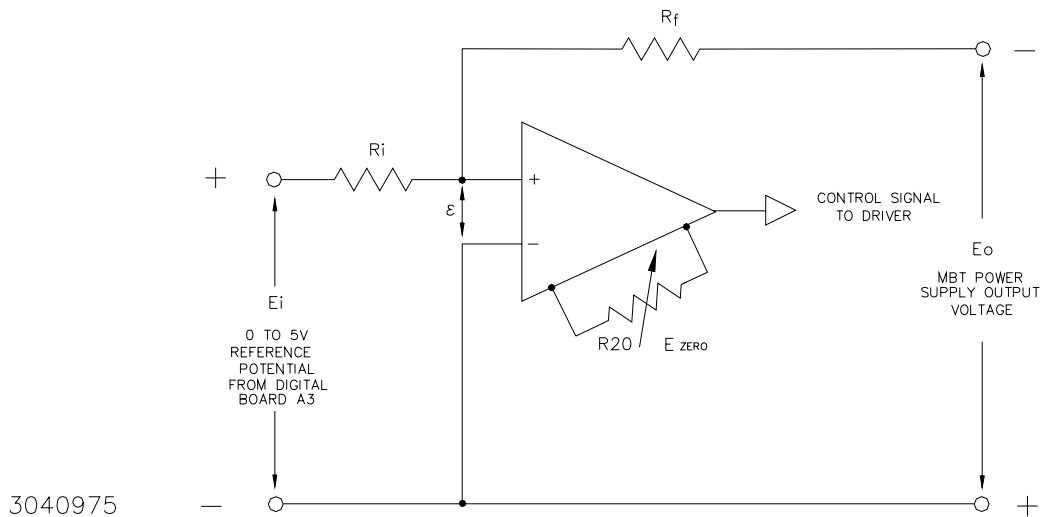 Rf
Ri
+
−
+
ε
−
CONTROL SIGNAL
TO DRIVER
Ei
0 TO 5V
REFERENCE
POTENTIAL
FROM DIGITAL
BOARD A3
R20
E ZERO
Eo
MBT POWER
SUPPLY OUTPUT
VOLTAGE
3040975
−
+